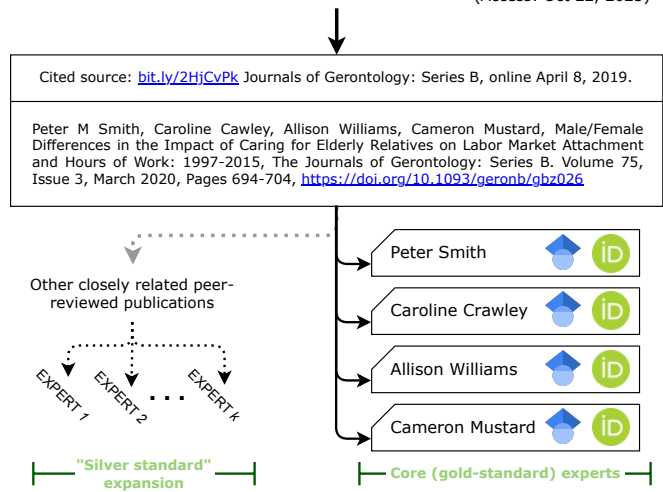 Cited source: bit.ly/2HjCvPk Journals of Gerontology: Series B, online April 8, 2019.
Peter M Smith, Caroline Cawley, Allison Williams, Cameron Mustard, Male/Female
Differences in the Impact of Caring for Elderly Relatives on Labor Market Attachment
and Hours of Work: 1997-2015, The Journals of Gerontology: Series B. Volume 75,
Issue 3, March 2020, Pages 694-704, https://doi.org/10.1093/geronb/gbz026
Other closely related peer-
reviewed publications
EXPERT 1
EXPERT 2
...
EXPERT k
"Silver standard"
expansion
Peter Smith iD
Caroline Crawley iD
Allison Williams iD
Cameron Mustard iD
Core (gold-standard) experts